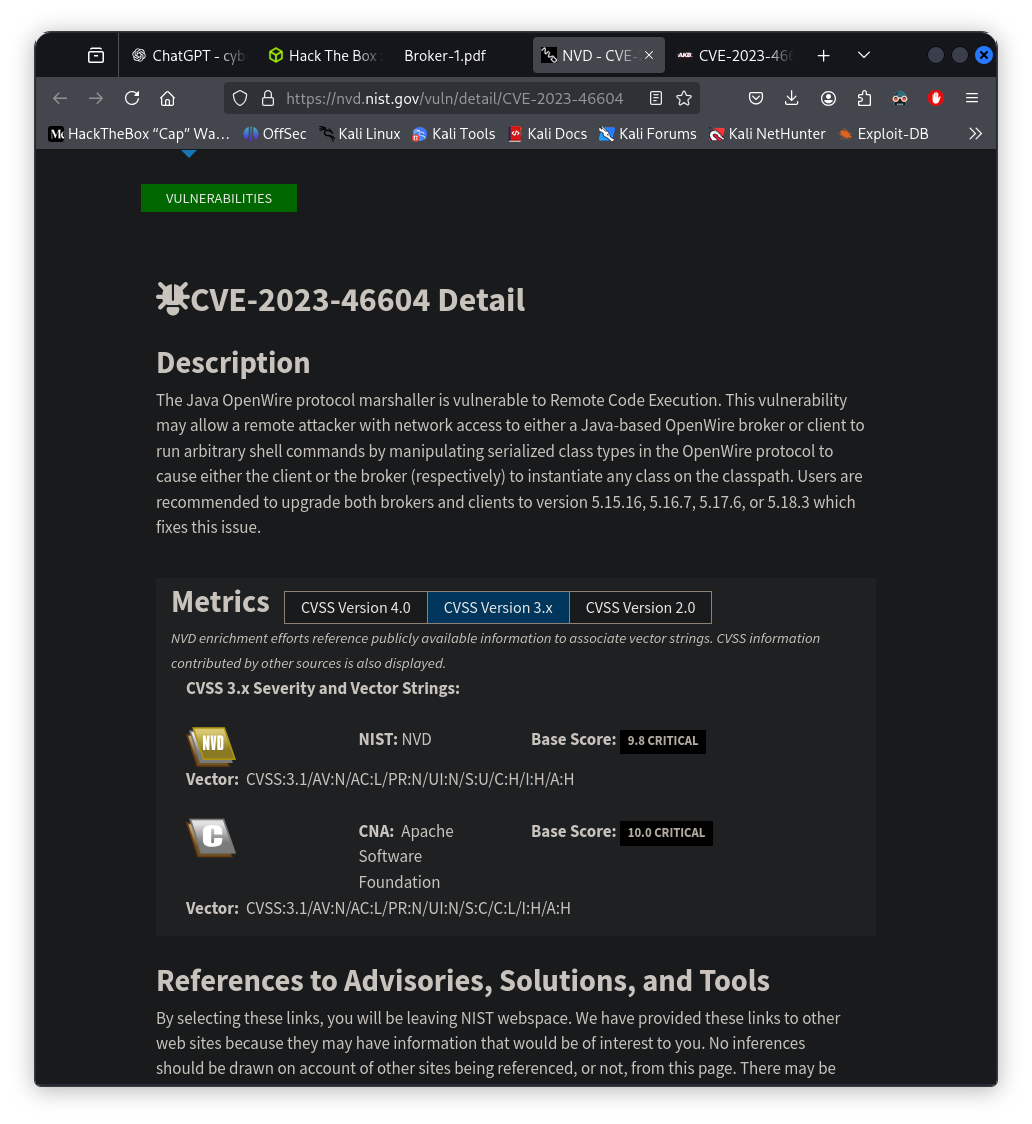 ChatGPT - cyb
Hack The Box
Broker-1.pdf
NVD - CVE-
CVE-2023-466
https://nvd.nist.gov/vuln/detail/CVE-2023-46604
HackTheBox “Cap” Wa…
OffSec
Kali Linux
Kali Tools
Kali Docs
Kali Forums
Kali NetHunter
Exploit-DB
VULNERABILITIES
CVE-2023-46604 Detail
Description
The Java OpenWire protocol marshaller is vulnerable to Remote Code Execution. This vulnerability
may allow a remote attacker with network access to either a Java-based OpenWire broker or client to
run arbitrary shell commands by manipulating serialized class types in the OpenWire protocol to
cause either the client or the broker (respectively) to instantiate any class on the classpath. Users are
recommended to upgrade both brokers and clients to version 5.15.16, 5.16.7, 5.17.6, or 5.18.3 which
fixes this issue.
Metrics
CVSS Version 4.0
CVSS Version 3.x
CVSS Version 2.0
NVD enrichment efforts reference publicly available information to associate vector strings. CVSS information
contributed by other sources is also displayed.
CVSS 3.x Severity and Vector Strings:
NVD
NIST: NVD
Base Score: 9.8 CRITICAL
Vector: CVSS:3.1/AV:N/AC:L/PR:N/UI:N/S:U/C:H/I:H/A:H
C
CNA: Apache
Software
Foundation
Base Score: 10.0 CRITICAL
Vector: CVSS:3.1/AV:N/AC:L/PR:N/UI:N/S:C/C:L/I:H/A:H
References to Advisories, Solutions, and Tools
By selecting these links, you will be leaving NIST webspace. We have provided these links to other
web sites because they may have information that would be of interest to you. No inferences
should be drawn on account of other sites being referenced, or not, from this page. There may be